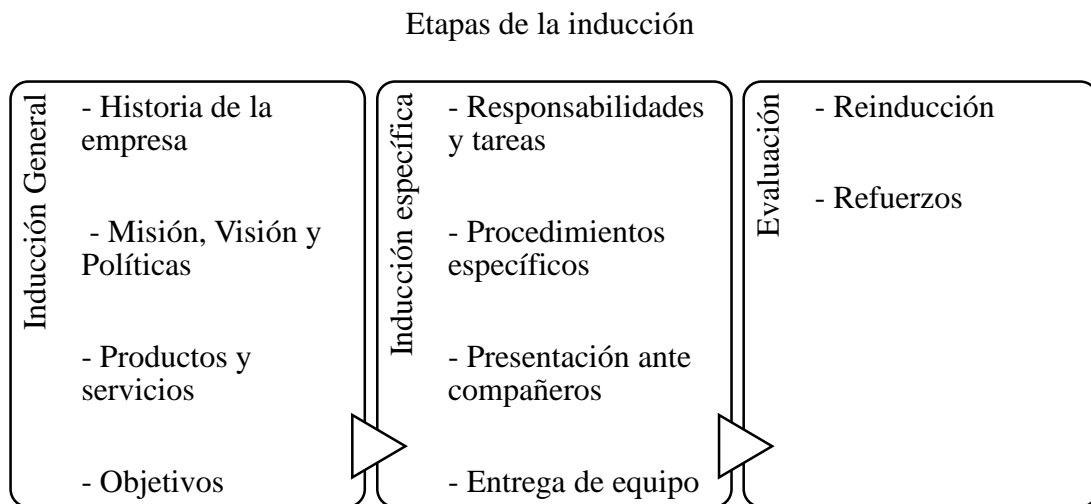 Etapas de la inducción
Inducción General
- Historia de la
empresa
- Misión, Visión y
Políticas
- Productos y
servicios
- Objetivos
Inducción específica
- Responsabilidades
y tareas
- Procedimientos
específicos
- Presentación ante
compañeros
- Entrega de equipo
Evaluación
- Reinducción
- Refuerzos